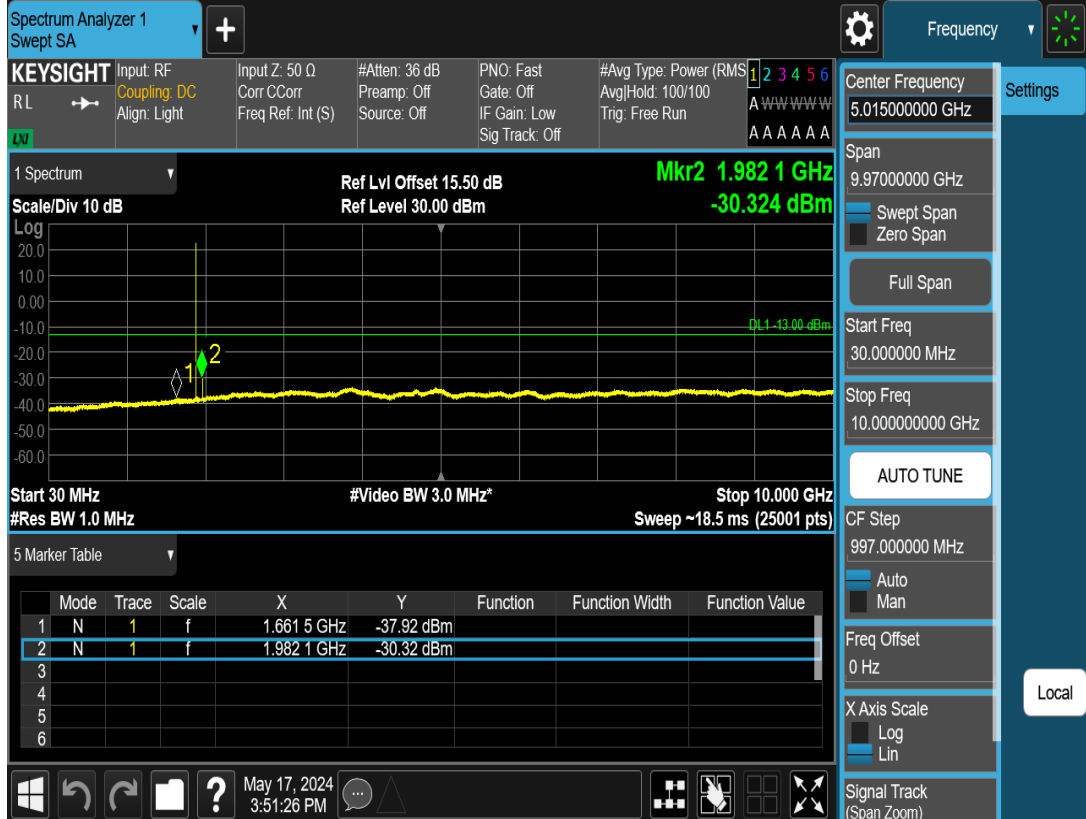 Spectrum Analyzer 1
Swept SA
Frequency
KEYSIGHT
R L
LXI
Input: RF
Coupling: DC
Align: Light
Input Z: 50 Ω
Corr CCorr
Freq Ref: Int (S)
#Atten: 36 dB
Preamp: Off
Source: Off
PNO: Fast
Gate: Off
IF Gain: Low
Sig Track: Off
#Avg Type: Power (RMS
Avg|Hold: 100/100
Trig: Free Run
1 2 3 4 5 6
A W W W W W
A A A A A A
1 Spectrum
Scale/Div 10 dB
Log
Ref Lvl Offset 15.50 dB
Ref Level 30.00 dBm
Mkr2 1.982 1 GHz
-30.324 dBm
20.0
10.0
0.00
-10.0
-20.0
-30.0
-40.0
-50.0
-60.0
DL1 -13.00 dBm
1
2
Start 30 MHz
#Res BW 1.0 MHz
#Video BW 3.0 MHz*
Stop 10.000 GHz
Sweep ~18.5 ms (25001 pts)
5 Marker Table
Mode Trace Scale X Y Function Function Width Function Value
1 N 1 f 1.661 5 GHz -37.92 dBm
2 N 1 f 1.982 1 GHz -30.32 dBm
3
4
5
6
May 17, 2024
3:51:26 PM
Center Frequency
5.015000000 GHz
Span
9.97000000 GHz
Swept Span
Zero Span
Full Span
Start Freq
30.000000 MHz
Stop Freq
10.000000000 GHz
AUTO TUNE
CF Step
997.000000 MHz
Auto
Man
Freq Offset
0 Hz
X Axis Scale
Log
Lin
Signal Track
(Span Zoom)
Settings
Local